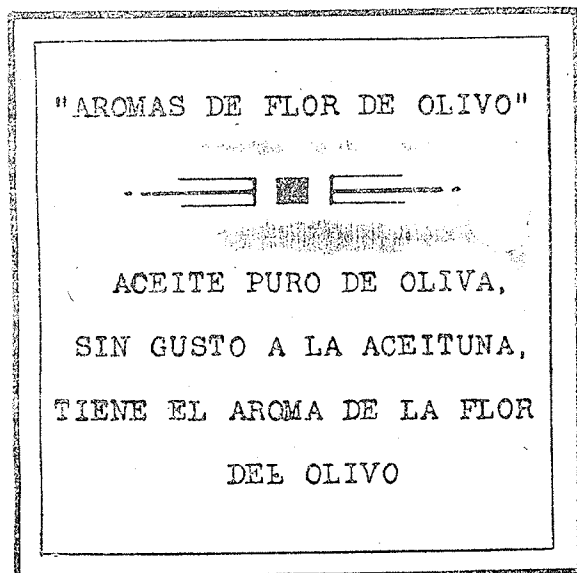 "AROMAS DE FLOR DE OLIVO"
ACEITE PURO DE OLIVA,
SIN GUSTO A LA ACEITUNA,
TIENE EL AROMA DE LA FLOR
DEL OLIVO